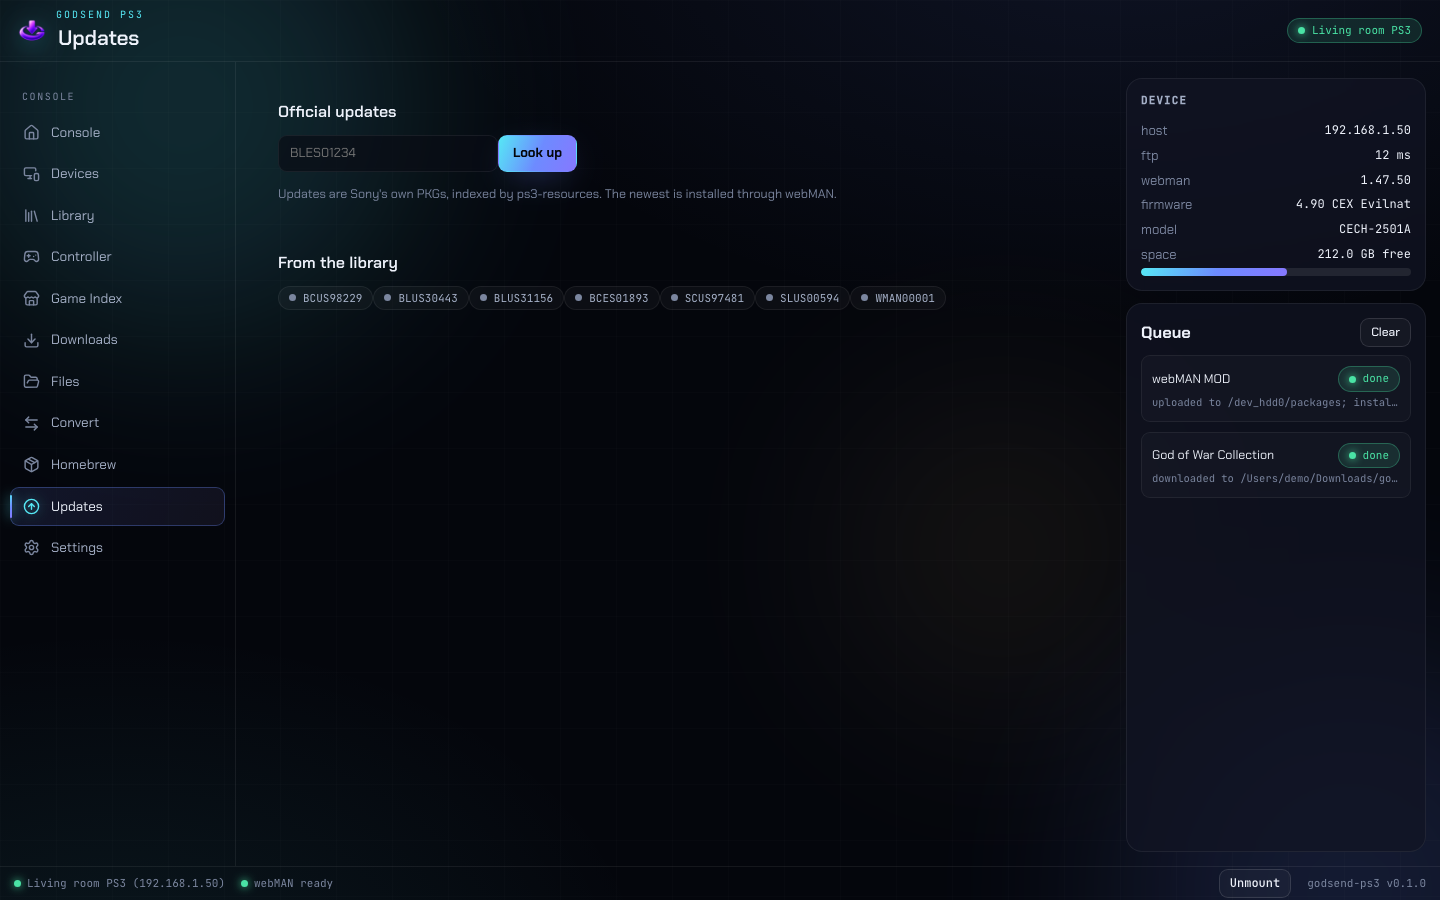 GODSEND PS3
Updates
Living room PS3
CONSOLE
Console
Devices
Library
Controller
Game Index
Downloads
Files
Convert
Homebrew
Updates
Settings
Official updates
BLES01234
Look up
Updates are Sony's own PKGs, indexed by ps3-resources. The newest is installed through webMAN.
From the library
BCUS98229 BLUS30443 BLUS31156 BCES01893 SCUS97481 SLUS00594 WMAN00001
DEVICE
host 192.168.1.50
ftp 12 ms
webman 1.47.50
firmware 4.90 CEX Evilnat
model CECH-2501A
space 212.0 GB free
Queue Clear
webMAN MOD done
uploaded to /dev_hdd0/packages; instal…
God of War Collection done
downloaded to /Users/demo/Downloads/go…
Living room PS3 (192.168.1.50) webMAN ready Unmount godsend-ps3 v0.1.0